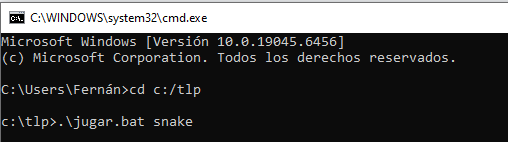 C:\WINDOWS\system32\cmd.exe
Microsoft Windows [Versión 10.0.19045.6456]
(c) Microsoft Corporation. Todos los derechos reservados.
C:\Users\Fernán>cd c:/tlp
c:\tlp>.\jugar.bat snake